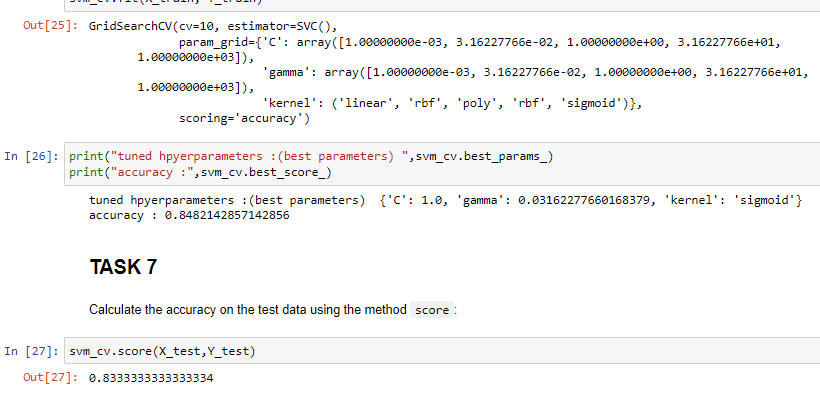 svm_cv.fit(X_train, Y_train)
Out[25]: GridSearchCV(cv=10, estimator=SVC(),
param_grid={'C': array([1.00000000e-03, 3.16227766e-02, 1.00000000e+00, 3.16227766e+01,
1.00000000e+03]),
'gamma': array([1.00000000e-03, 3.16227766e-02, 1.00000000e+00, 3.16227766e+01,
1.00000000e+03]),
'kernel': ('linear', 'rbf', 'poly', 'rbf', 'sigmoid')},
scoring='accuracy')
In [26]: print("tuned hpyerparameters :(best parameters) ",svm_cv.best_params_)
print("accuracy :",svm_cv.best_score_)
tuned hpyerparameters :(best parameters)  {'C': 1.0, 'gamma': 0.03162277660168379, 'kernel': 'sigmoid'}
accuracy : 0.8482142857142856
TASK 7
Calculate the accuracy on the test data using the method score :
In [27]: svm_cv.score(X_test,Y_test)
Out[27]: 0.8333333333333334